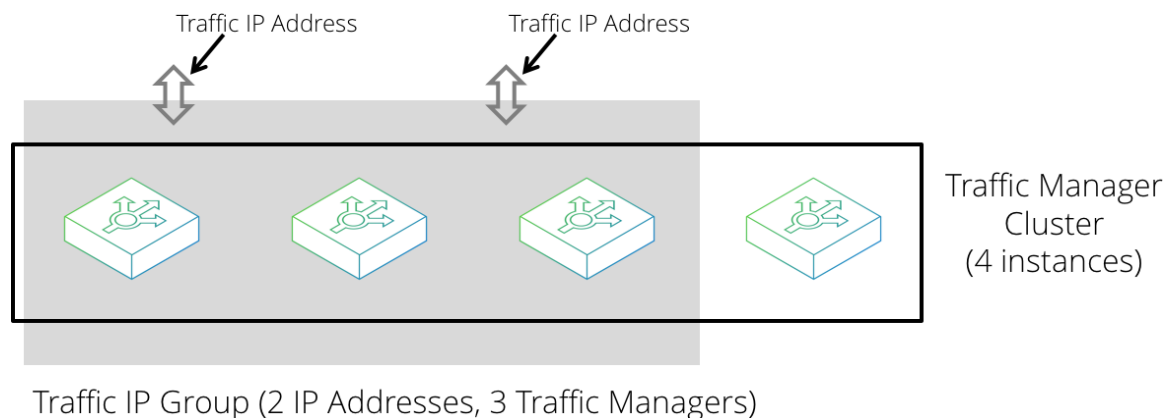 Traffic IP Address
Traffic IP Address
Traffic Manager
Cluster
(4 instances)
Traffic IP Group (2 IP Addresses, 3 Traffic Managers)